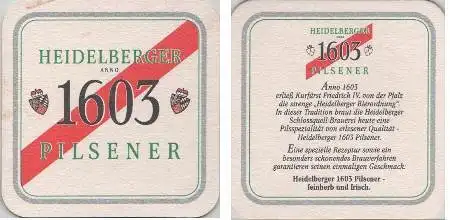 HEIDELBERGER
ANNO
1603
PILSENER
HEIDELBERGER
ANNO
1603
PILSENER
Anno 1603
erließ Kurfürst Friedrich IV. von der Pfalz
die strenge „Heidelberger Bierordnung".
In dieser Tradition braut die Heidelberger
Schlossquell-Brauerei heute eine
Pilsspezialität von erlesener Qualität -
Heidelberger 1603 Pilsener.
Eine spezielle Rezeptur sowie ein
besonders schonendes Brauverfahren
garantieren seinen einmaligen Geschmack.
Heidelberger 1603 Pilsener -
feinherb und frisch.